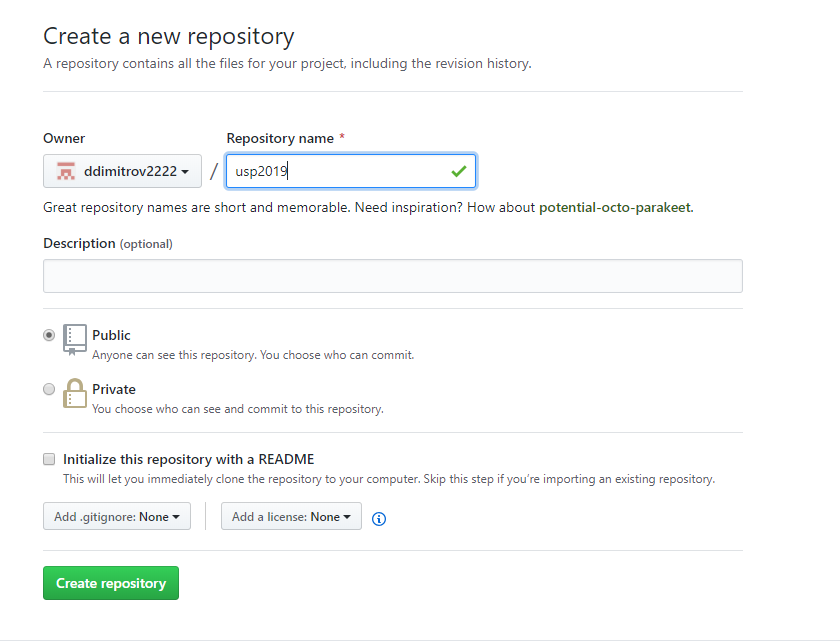 Create a new repository
A repository contains all the files for your project, including the revision history.
Owner
Repository name *
ddimitrov2222 / usp2019
Great repository names are short and memorable. Need inspiration? How about potential-octo-parakeet.
Description (optional)
Public
Anyone can see this repository. You choose who can commit.
Private
You choose who can see and commit to this repository.
Initialize this repository with a README
This will let you immediately clone the repository to your computer. Skip this step if you’re importing an existing repository.
Add .gitignore: None Add a license: None
Create repository